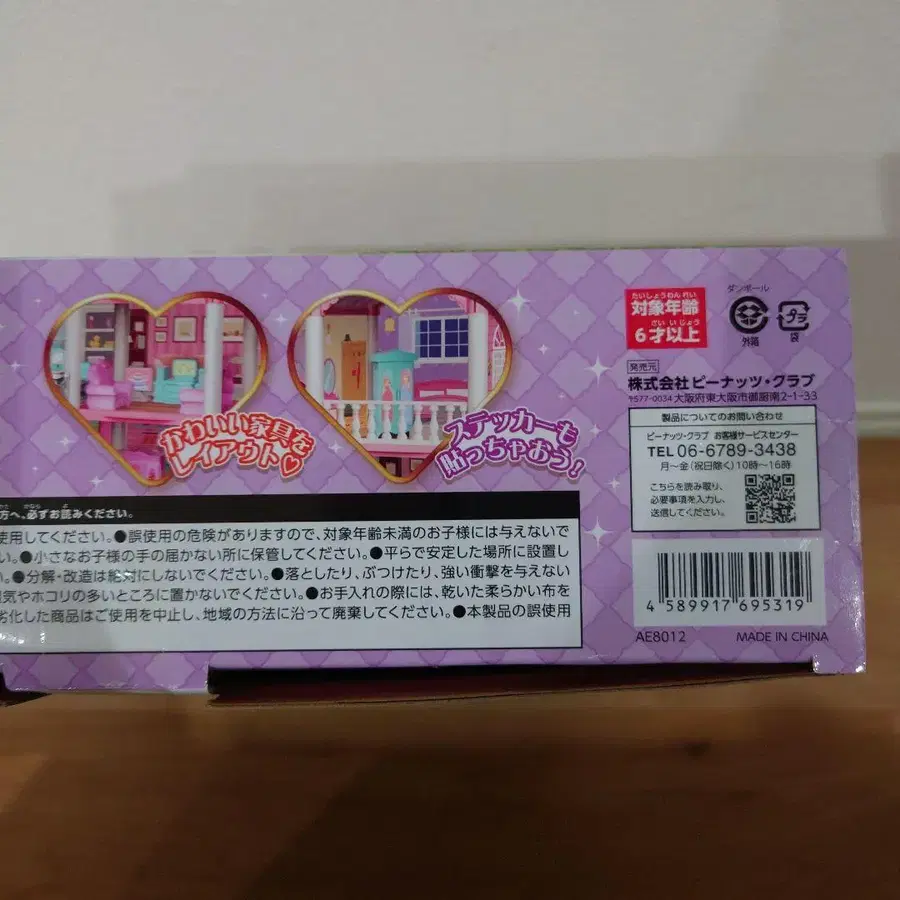 かわいい家具を
レイアウト♡
ステッカーも
貼っちゃおう!
たいしょうねんれい
対象年齢
さいいじょう
6才以上
ダンボール
外箱
プラ
袋
発売元
株式会社ピーナッツ・クラブ
〒577-0034 大阪府東大阪市御厨南2-1-33
製品についてのお問い合わせ
ピーナッツ・クラブ お客様サービスセンター
TEL 06-6789-3438
月〜金(祝日除く)10時〜16時
こちらを読み取り、
必要事項を入力し、
送信してください。
方へ、必ずお読みください。
使用してください。●誤使用の危険がありますので、対象年齢未満のお子様には与えないで
い。●小さなお子様の手の届かない所に保管してください。●平らで安定した場所に設置し
。●分解・改造は絶対にしないでください。●落としたり、ぶつけたり、強い衝撃を与えない
湿気やホコリの多いところに置かないでください。●お手入れの際には、乾いた柔らかい布を
劣化した商品はご使用を中止し、地域の方法に沿って廃棄してください。●本製品の誤使用
4 589917 695319
AE8012 MADE IN CHINA